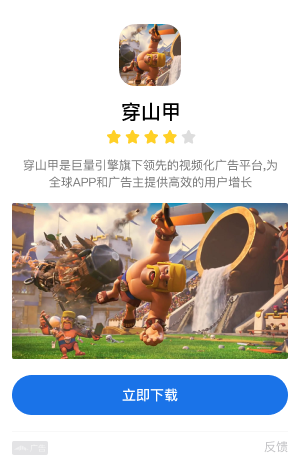 穿山甲
穿山甲是巨量引擎旗下领先的视频化广告平台,为
全球APP和广告主提供高效的用户增长
立即下载
广告
反馈